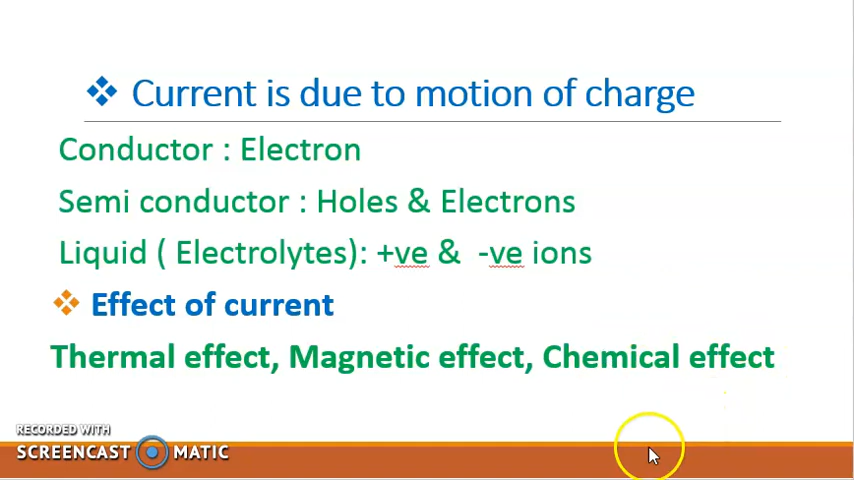 Current is due to motion of charge
Conductor : Electron
Semi conductor : Holes & Electrons
Liquid ( Electrolytes): +ve & -ve ions
Effect of current
Thermal effect, Magnetic effect, Chemical effect
RECORDED WITH
SCREENCAST MATIC